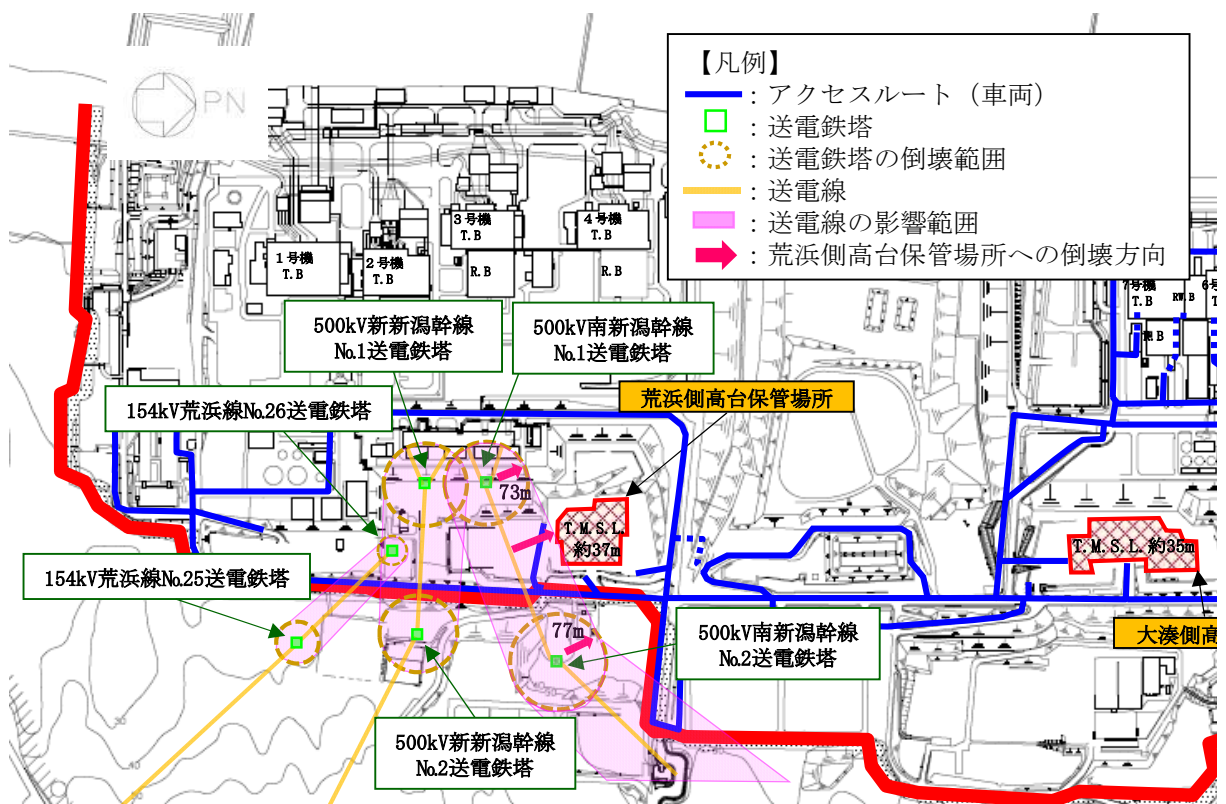 PN
【凡例】
：アクセスルート（車両）
：送電鉄塔
：送電鉄塔の倒壊範囲
：送電線
：送電線の影響範囲
：荒浜側高台保管場所への倒壊方向
1号機
T.B
2号機
T.B
3号機
T.B
R.B
4号機
T.B
R.B
7号機
T.B
RW.B
6号
T.B
R.B
500kV新新潟幹線
No.1送電鉄塔
500kV南新潟幹線
No.1送電鉄塔
154kV荒浜線No.26送電鉄塔
荒浜側高台保管場所
73m
T.M.S.L.
約37m
T.M.S.L.約35m
154kV荒浜線No.25送電鉄塔
77m
500kV南新潟幹線
No.2送電鉄塔
大湊側高
500kV新新潟幹線
No.2送電鉄塔